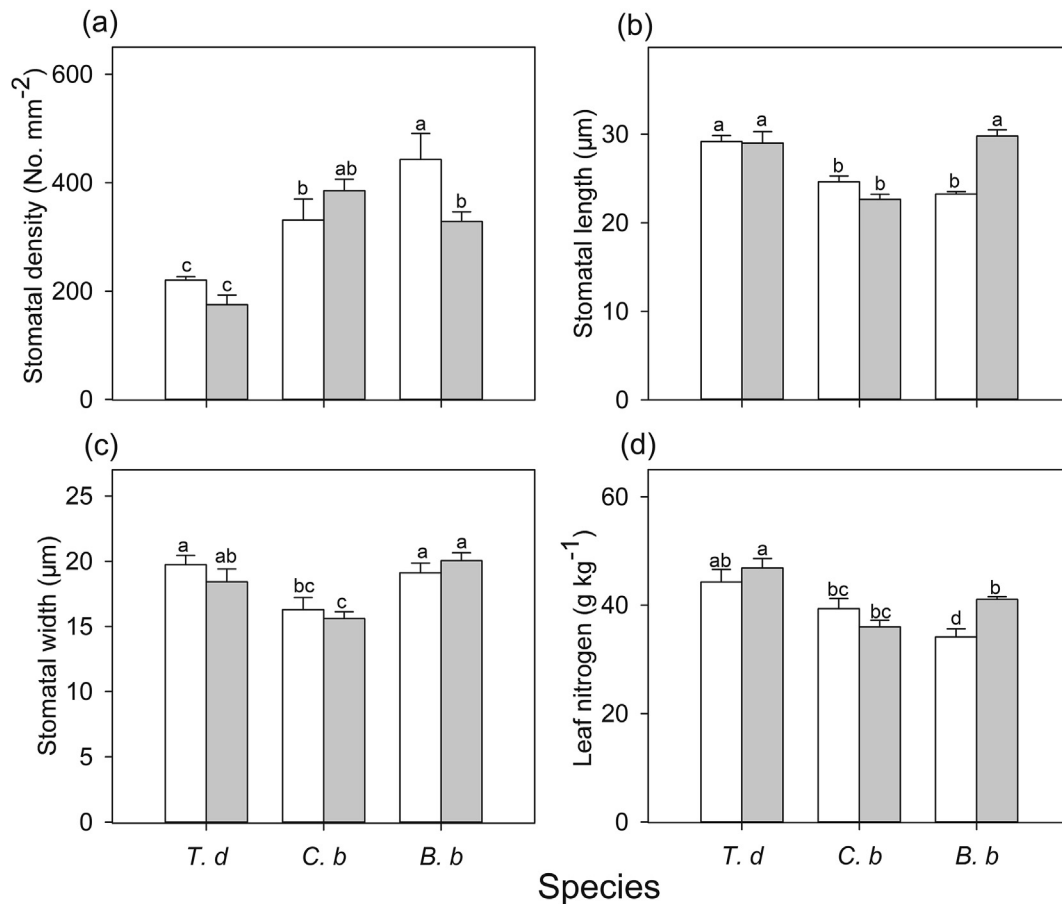 (a)
Stomatal density (No. mm⁻²)
600
400
200
0
c
c
b
ab
a
b
(b)
Stomatal length (µm)
30
20
10
0
a
a
b
b
b
a
(c)
Stomatal width (µm)
25
20
15
10
5
0
a
ab
bc
c
a
a
T. d
C. b
B. b
(d)
Leaf nitrogen (g kg⁻¹)
60
40
20
0
ab
a
bc
bc
d
b
T. d
C. b
B. b
Species